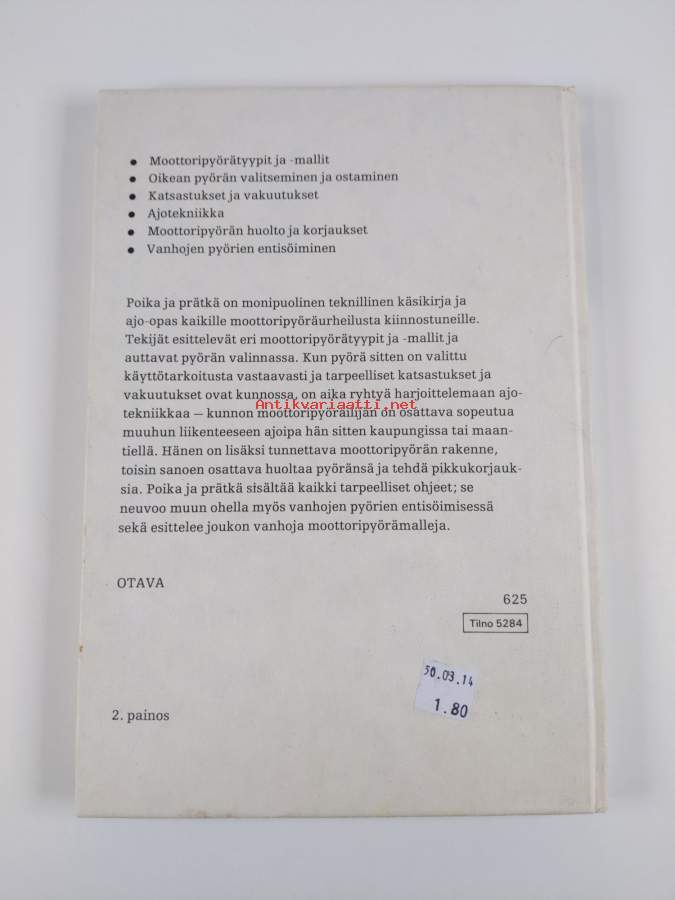 ● Moottoripyörätyypit ja -mallit
● Oikean pyörän valitseminen ja ostaminen
● Katsastukset ja vakuutukset
● Ajotekniikka
● Moottoripyörän huolto ja korjaukset
● Vanhojen pyörien entisöiminen
Poika ja prätkä on monipuolinen teknillinen käsikirja ja
ajo-opas kaikille moottoripyöräurheilusta kiinnostuneille.
Tekijät esittelevät eri moottoripyörätyypit ja -mallit ja
auttavat pyörän valinnassa. Kun pyörä sitten on valittu
käyttötarkoitusta vastaavasti ja tarpeelliset katsastukset ja
vakuutukset ovat kunnossa, on aika ryhtyä harjoittelemaan ajo-
Antikvariaatti.net
tekniikkaa — kunnon moottoripyöräilijän on osattava sopeutua
muuhun liikenteeseen ajoipa hän sitten kaupungissa tai maan-
tiellä. Hänen on lisäksi tunnettava moottoripyörän rakenne,
toisin sanoen osattava huoltaa pyöränsä ja tehdä pikkukorjauk-
sia. Poika ja prätkä sisältää kaikki tarpeelliset ohjeet; se
neuvoo muun ohella myös vanhojen pyörien entisöimisessä
sekä esittelee joukon vanhoja moottoripyörämalleja.
OTAVA
625
Tilno 5284
30.03.14
1.80
2. painos